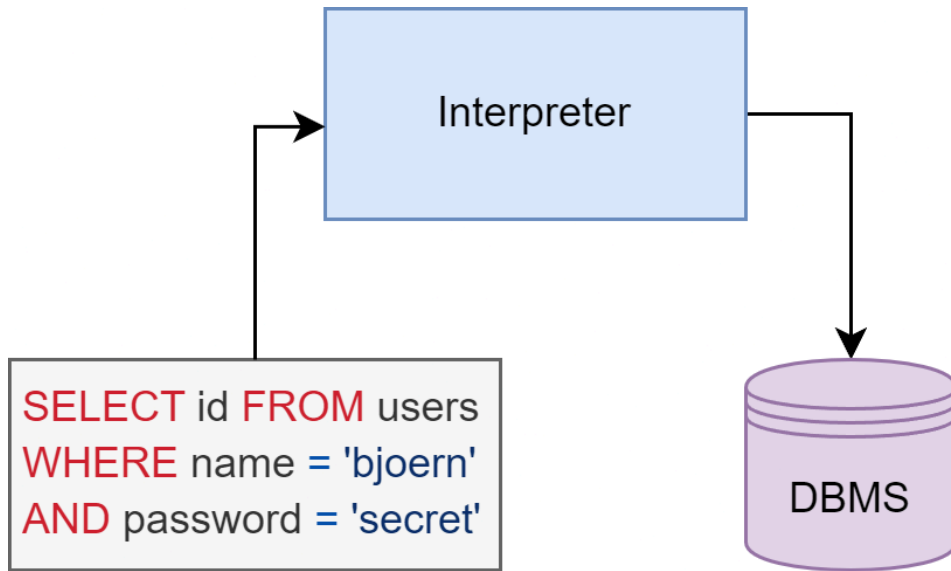 Interpreter
SELECT id FROM users
WHERE name = 'bjoern'
AND password = 'secret'
DBMS